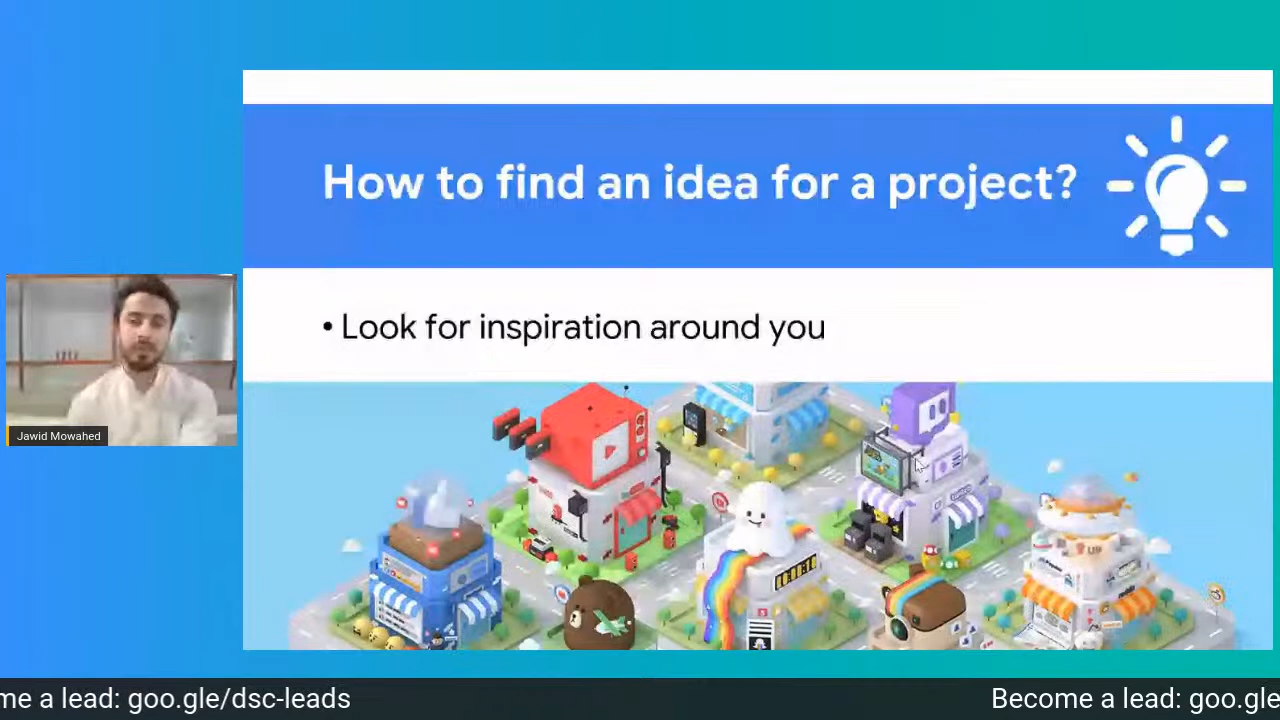 How to find an idea for a project?
• Look for inspiration around you
Jawid Mowahed
me a lead: goo.gle/dsc-leads
Become a lead: goo.gle